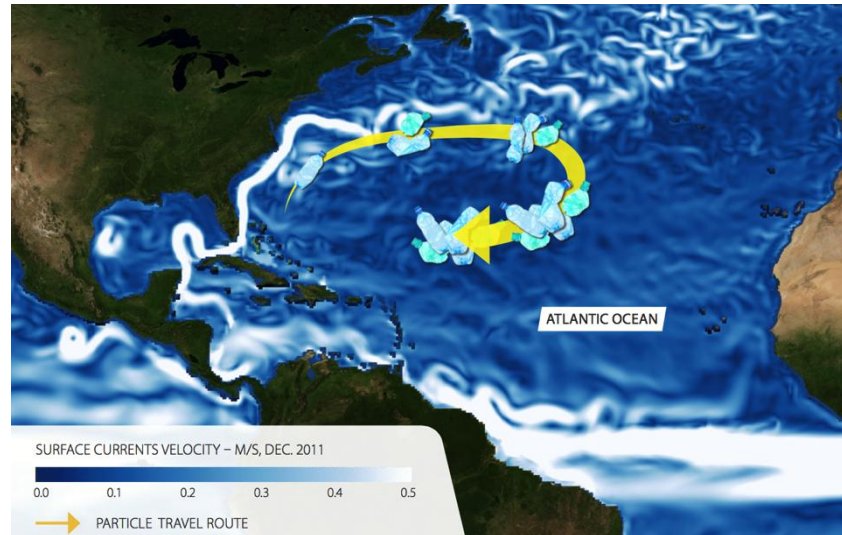 ATLANTIC OCEAN
SURFACE CURRENTS VELOCITY – M/S, DEC. 2011
0.0 0.1 0.2 0.3 0.4 0.5
PARTICLE TRAVEL ROUTE